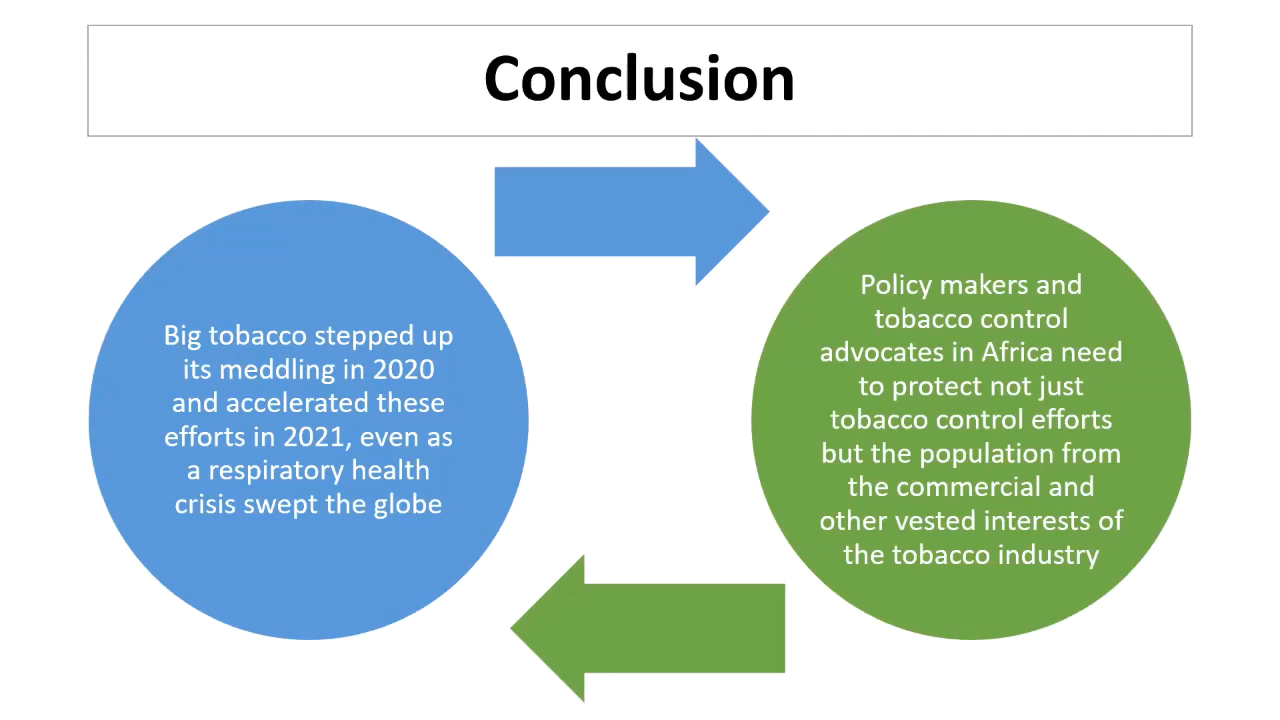 Conclusion
Big tobacco stepped up
its meddling in 2020
and accelerated these
efforts in 2021, even as
a respiratory health
crisis swept the globe
Policy makers and
tobacco control
advocates in Africa need
to protect not just
tobacco control efforts
but the population from
the commercial and
other vested interests of
the tobacco industry